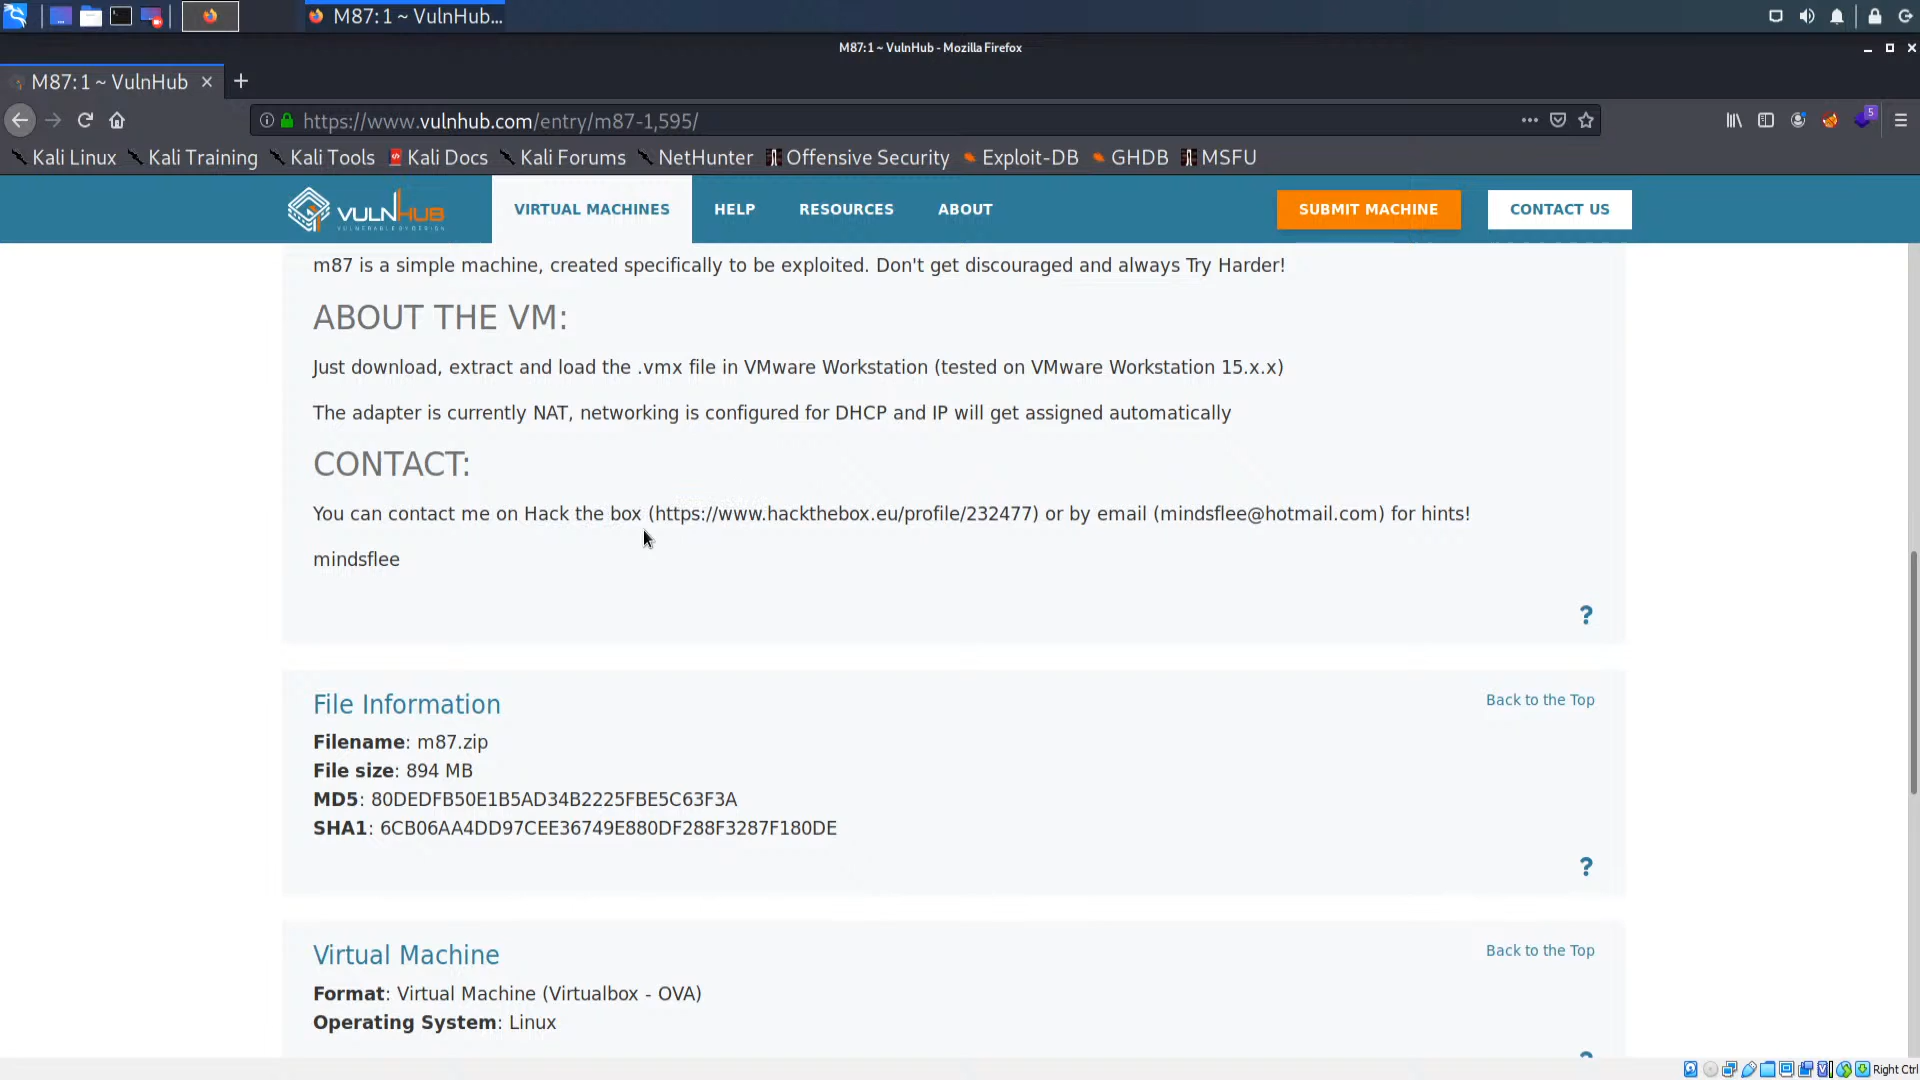 M87: 1 ~ VulnHub...
M87: 1 ~ VulnHub - Mozilla Firefox
M87: 1 ~ VulnHub
https://www.vulnhub.com/entry/m87-1,595/
5
Kali Linux Kali Training Kali Tools Kali Docs Kali Forums NetHunter Offensive Security Exploit-DB GHDB MSFU
VULNHUB
VULNERABLE BY DESIGN
VIRTUAL MACHINES HELP RESOURCES ABOUT SUBMIT MACHINE CONTACT US
m87 is a simple machine, created specifically to be exploited. Don't get discouraged and always Try Harder!
ABOUT THE VM:
Just download, extract and load the .vmx file in VMware Workstation (tested on VMware Workstation 15.x.x)
The adapter is currently NAT, networking is configured for DHCP and IP will get assigned automatically
CONTACT:
You can contact me on Hack the box (https://www.hackthebox.eu/profile/232477) or by email (mindsflee@hotmail.com) for hints!
mindsflee
?
File Information
Back to the Top
Filename: m87.zip
File size: 894 MB
MD5: 80DEDFB50E1B5AD34B2225FBE5C63F3A
SHA1: 6CB06AA4DD97CEE36749E880DF288F3287F180DE
?
Virtual Machine
Back to the Top
Format: Virtual Machine (Virtualbox - OVA)
Operating System: Linux
Right Ctrl